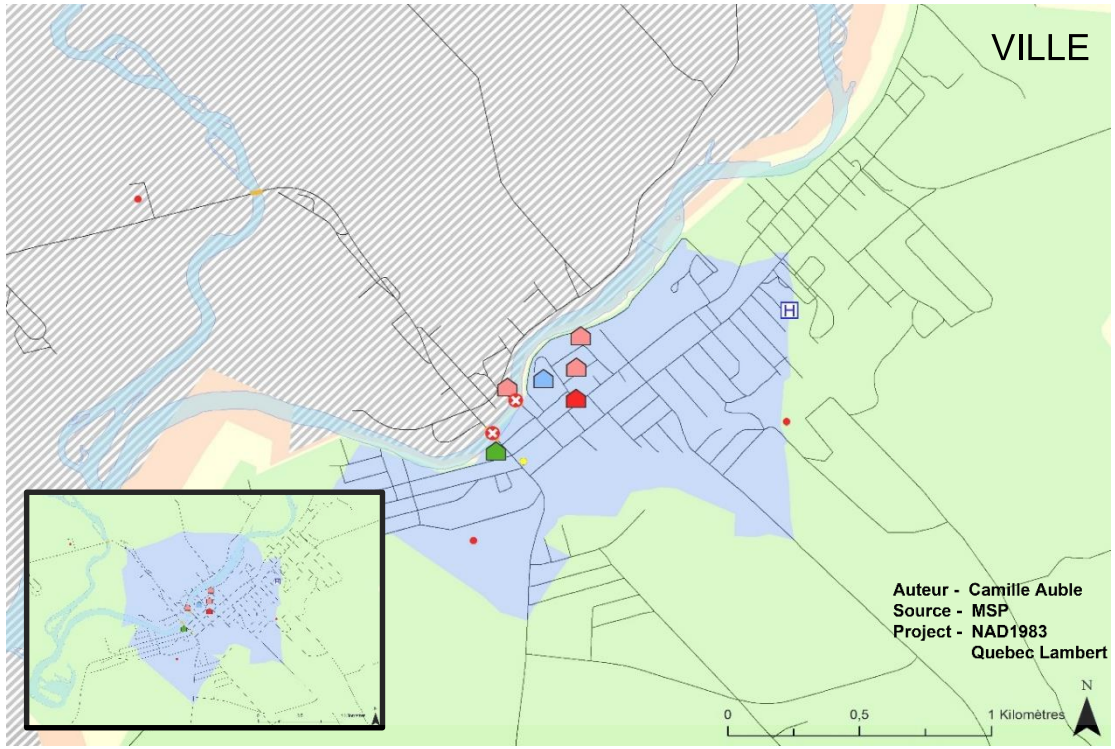 VILLE
H
Auteur - Camille Auble
Source - MSP
Project - NAD1983
Quebec Lambert
N
0 0,5 1 Kilomètres